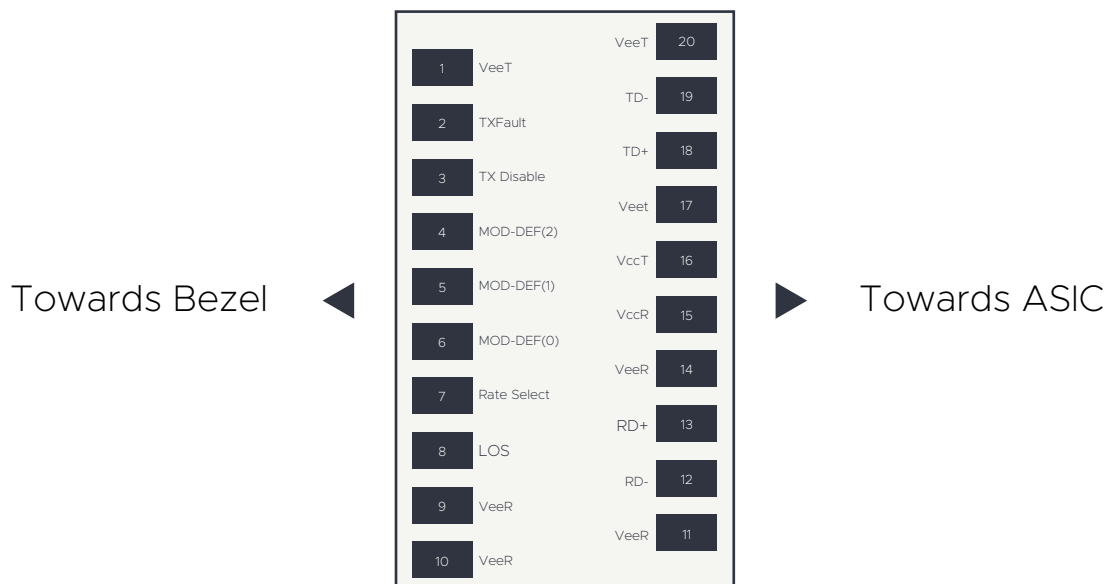 Towards Bezel
1 VeeT
2 TXFault
3 TX Disable
4 MOD-DEF(2)
5 MOD-DEF(1)
6 MOD-DEF(0)
7 Rate Select
8 LOS
9 VeeR
10 VeeR
VeeT 20
TD- 19
TD+ 18
Veet 17
VccT 16
VccR 15
VeeR 14
RD+ 13
RD- 12
VeeR 11
Towards ASIC